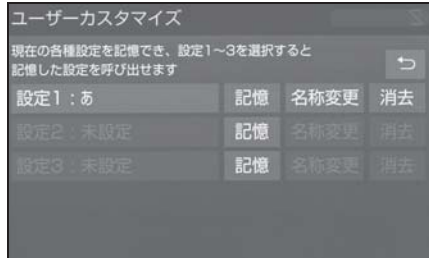 ユーザーカスタマイズ
現在の各種設定を記憶でき、設定1～3を選択すると
記憶した設定を呼び出せます
設定1：あ 記憶 名称変更 消去
設定2：未設定 記憶 名称変更 消去
設定3：未設定 記憶 名称変更 消去